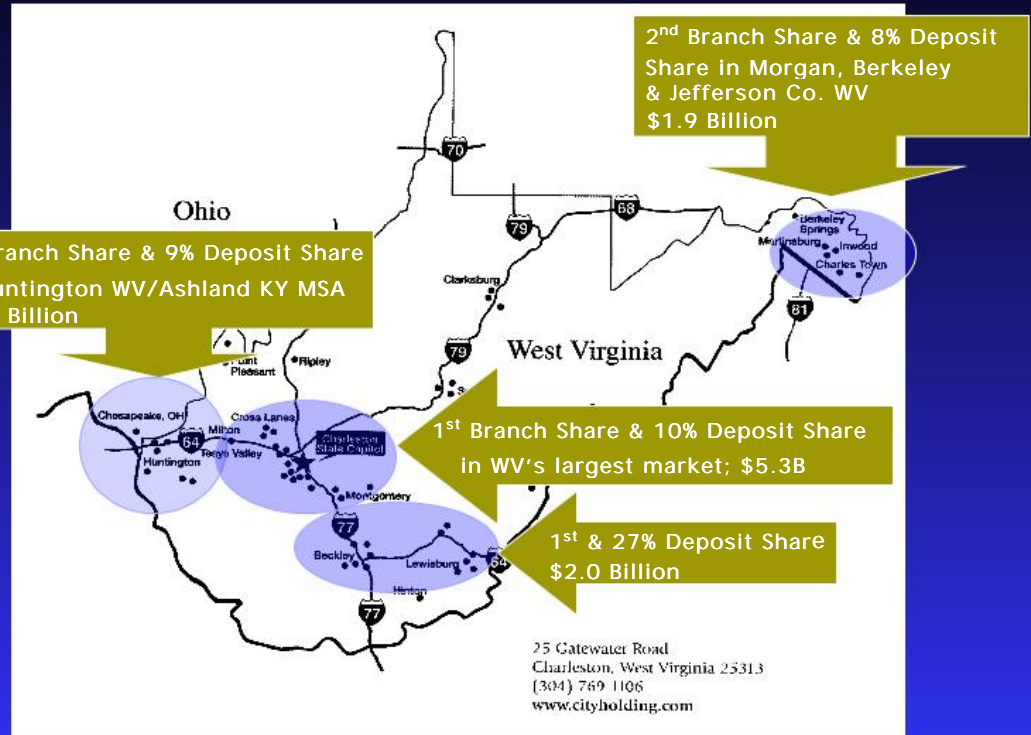 2nd Branch Share & 8% Deposit
Share in Morgan, Berkeley
& Jefferson Co. WV
$1.9 Billion
70
Ohio
68
79
Berkeley
Springs
Martinsburg
Inwood
Charles Town
81
ranch Share & 9% Deposit Share
untington WV/Ashland KY MSA
Billion
Clarksburg
79
West Virginia
Point
Pleasant
Ripley
Chesapeake, OH
Cross Lanes
Milton
64
Teays Valley
Charleston
State Capitol
Huntington
Montgomery
1st Branch Share & 10% Deposit Share
in WV's largest market; $5.3B
77
Beckley
Lewisburg
64
Hinton
77
1st & 27% Deposit Share
$2.0 Billion
25 Gatewater Road
Charleston, West Virginia 25313
(304) 769 1106
www.cityholding.com